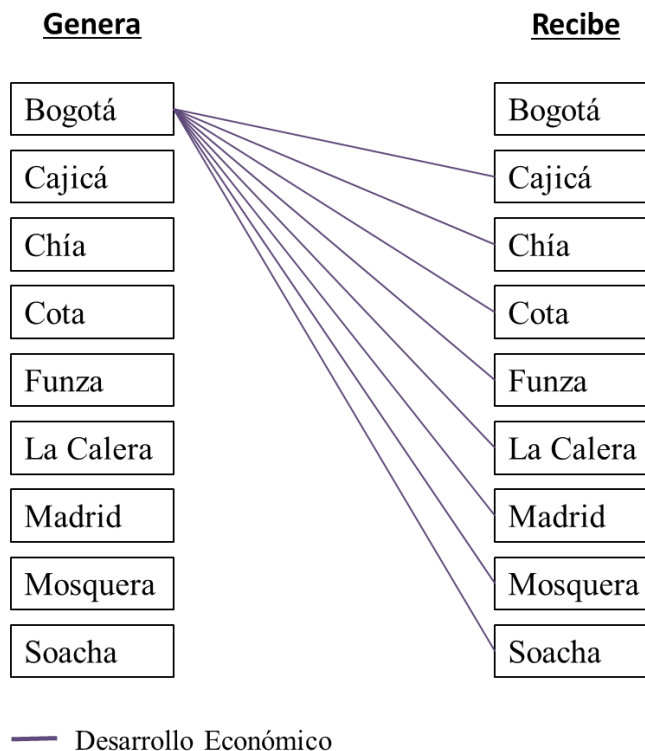 Genera Recibe
Bogotá Bogotá
Cajicá Cajicá
Chía Chía
Cota Cota
Funza Funza
La Calera La Calera
Madrid Madrid
Mosquera Mosquera
Soacha Soacha
Desarrollo Económico